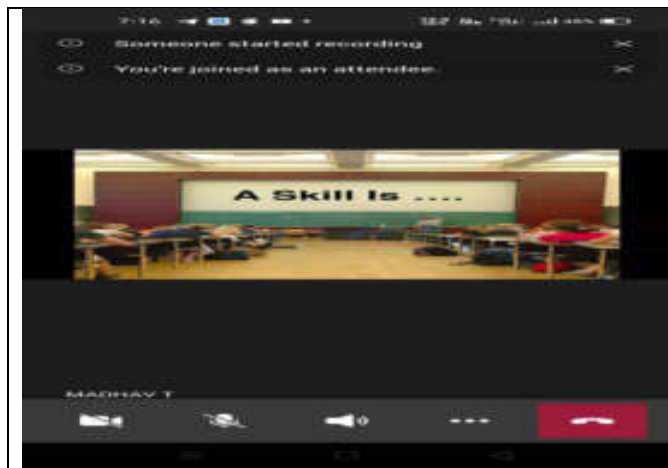 7:16
Someone started recording
You're joined as an attendee.
A Skill Is ....
MADHAV T